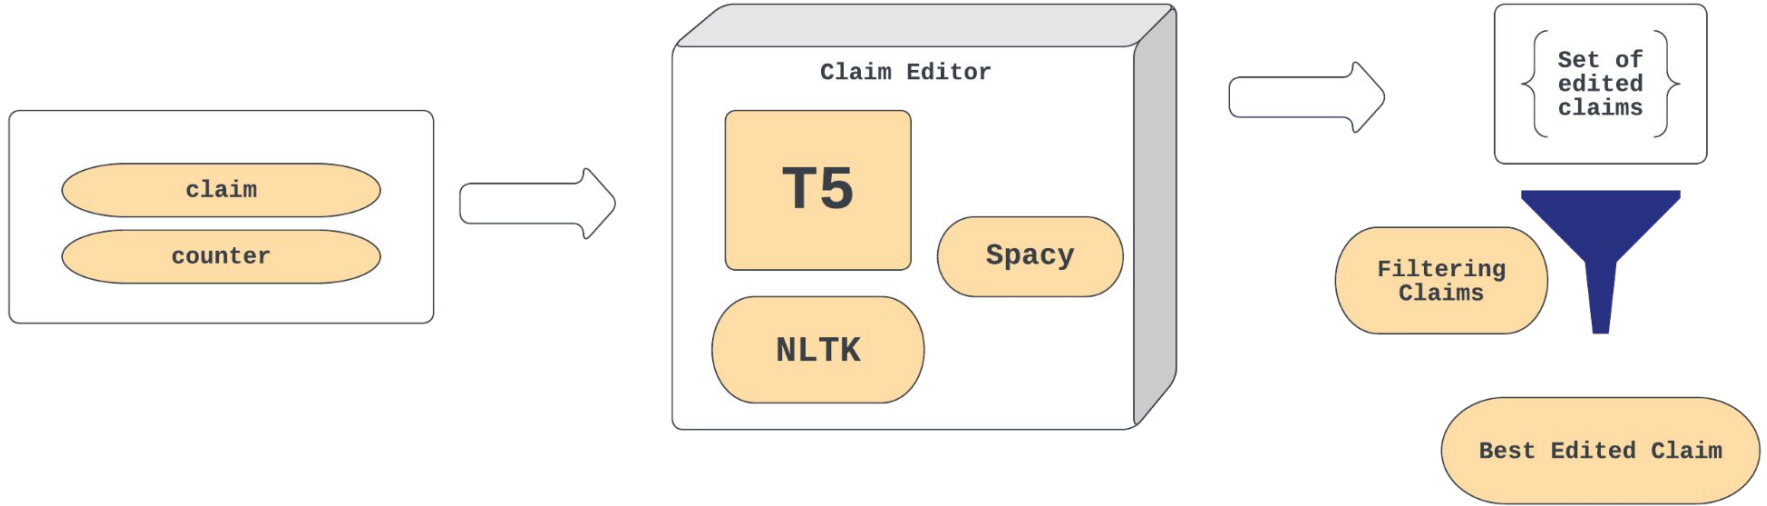 claim
counter
Claim Editor
T5
Spacy
NLTK
Set of
edited
claims
Filtering
Claims
Best Edited Claim